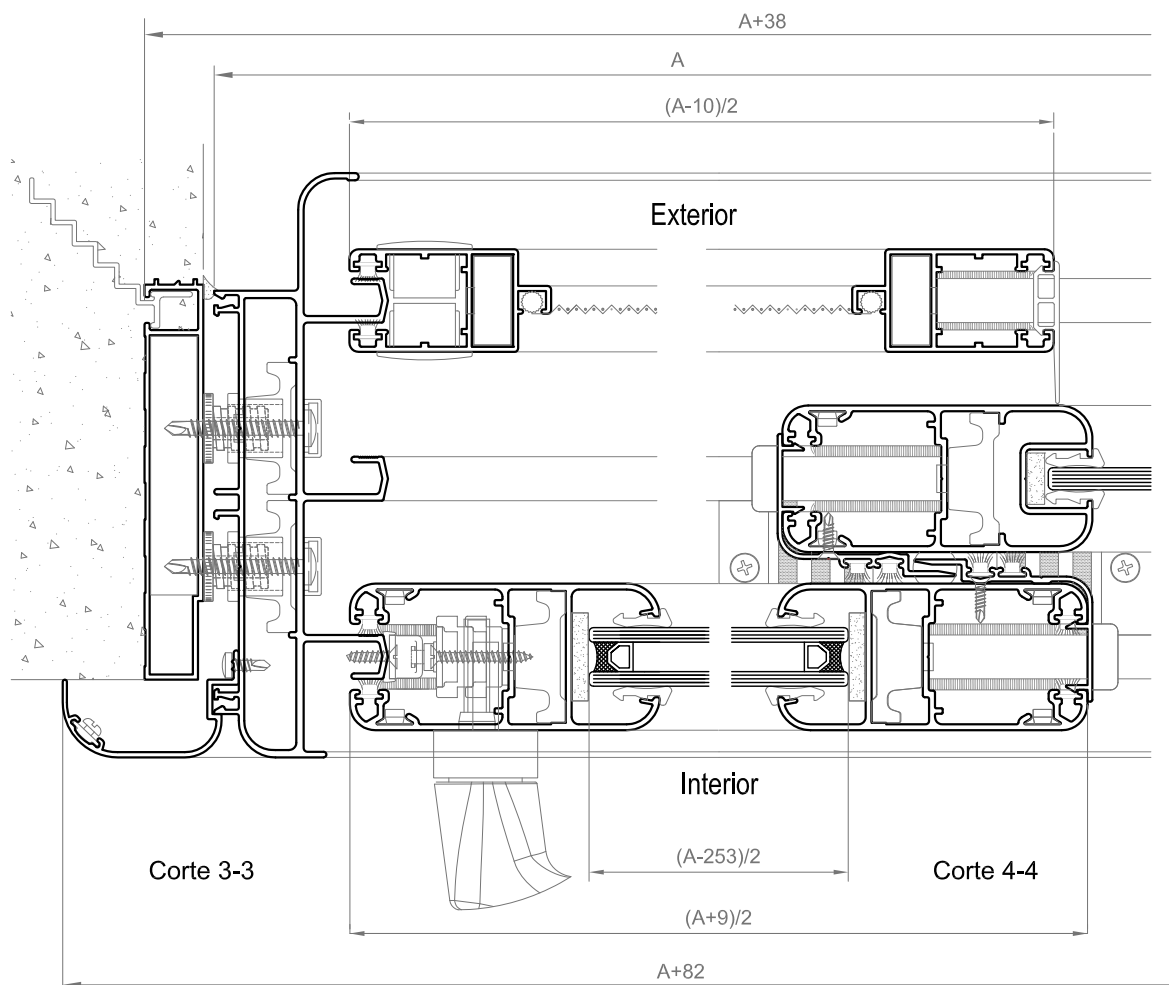 A+38
A
(A-10)/2
Exterior
Interior
(A-253)/2
Corte 3-3
Corte 4-4
(A+9)/2
A+82